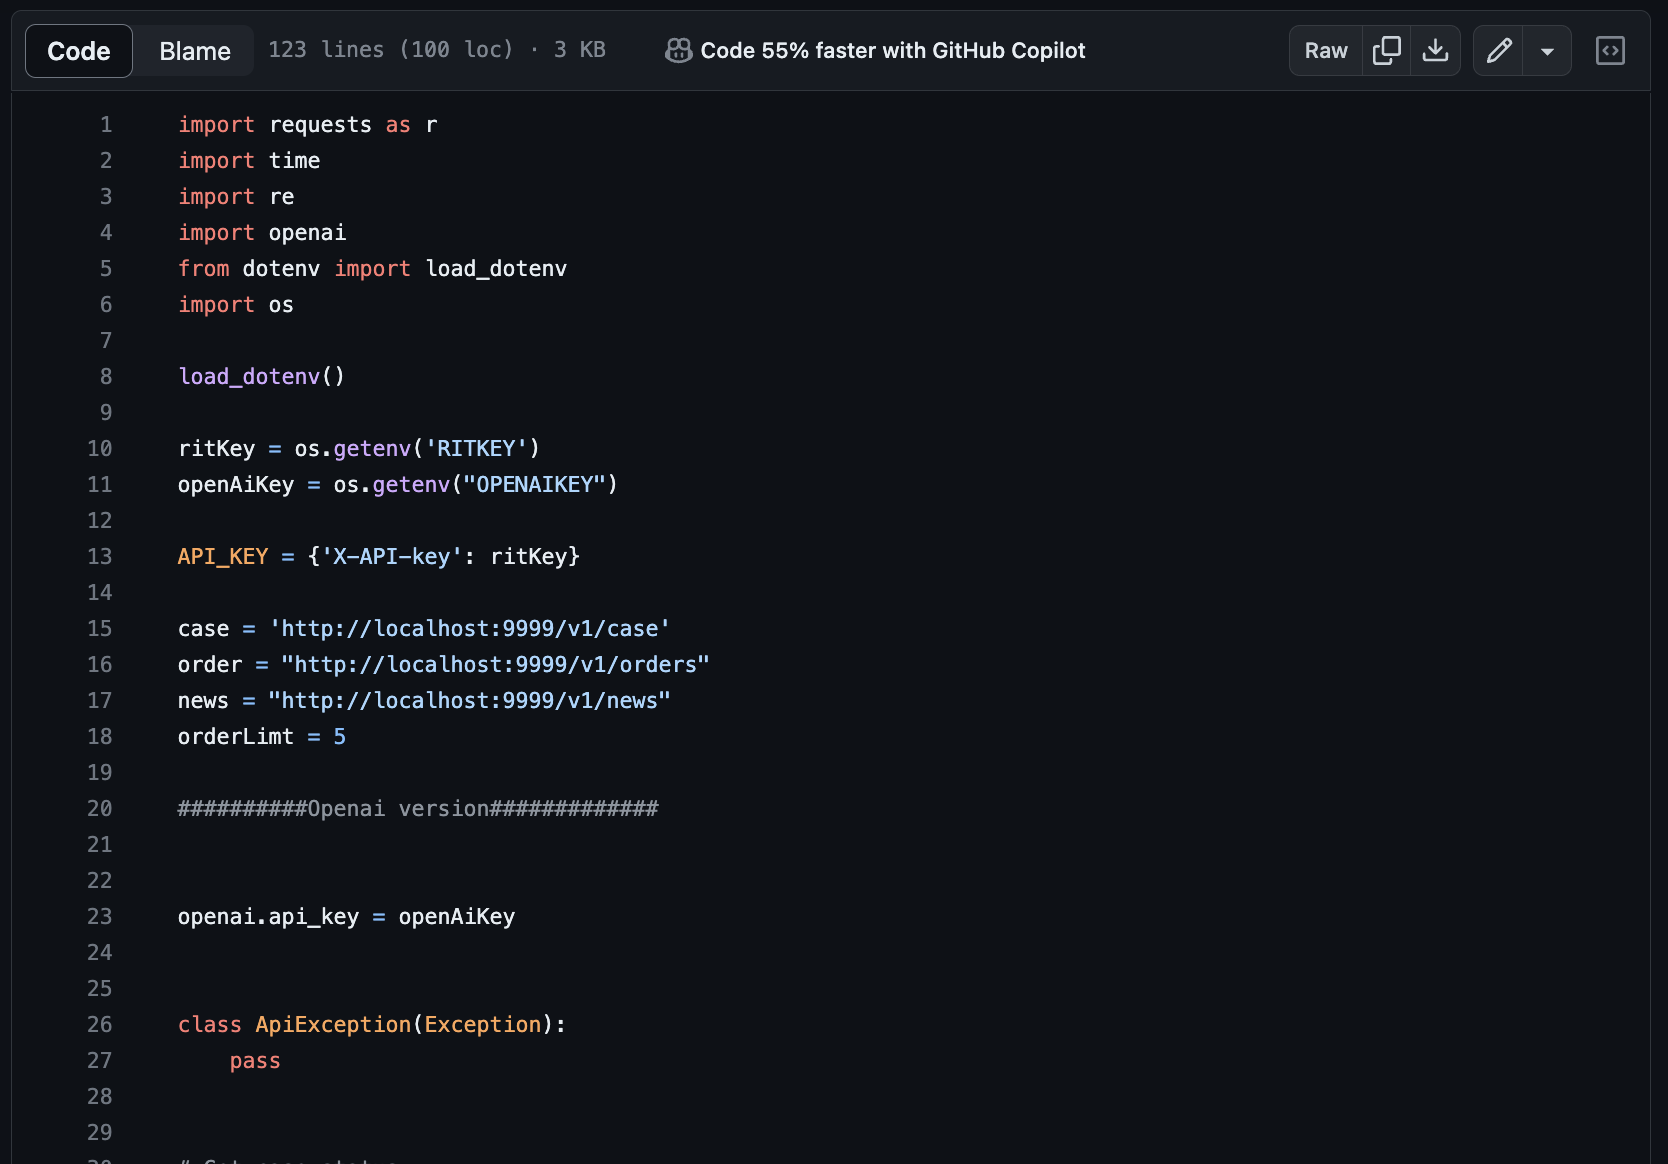 Code Blame 123 lines (100 loc) · 3 KB Code 55% faster with GitHub Copilot Raw
1 import requests as r
2 import time
3 import re
4 import openai
5 from dotenv import load_dotenv
6 import os
7
8 load_dotenv()
9
10 ritKey = os.getenv('RITKEY')
11 openAiKey = os.getenv("OPENAIKEY")
12
13 API_KEY = {'X-API-key': ritKey}
14
15 case = 'http://localhost:9999/v1/case'
16 order = "http://localhost:9999/v1/orders"
17 news = "http://localhost:9999/v1/news"
18 orderLimt = 5
19
20 ##########Openai version#############
21
22
23 openai.api_key = openAiKey
24
25
26 class ApiException(Exception):
27     pass
28
29